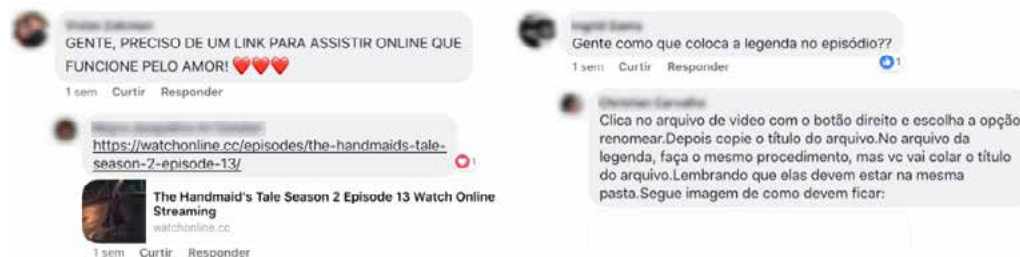 GENTE, PRECISO DE UM LINK PARA ASSISTIR ONLINE QUE
FUNCIONE PELO AMOR! ❤❤❤
1 sem Curtir Responder
https://watchonline.cc/episodes/the-handmaids-tale-
season-2-episode-13/
1
The Handmaid's Tale Season 2 Episode 13 Watch Online
Streaming
watchonline.cc
1 sem Curtir Responder
Gente como que coloca a legenda no episódio??
1 sem Curtir Responder
1
Clica no arquivo de video com o botão direito e escolha a opção
renomear.Depois copie o título do arquivo.No arquivo da
legenda, faça o mesmo procedimento, mas vc vai colar o título
do arquivo.Lembrando que elas devem estar na mesma
pasta.Segue imagem de como devem ficar: